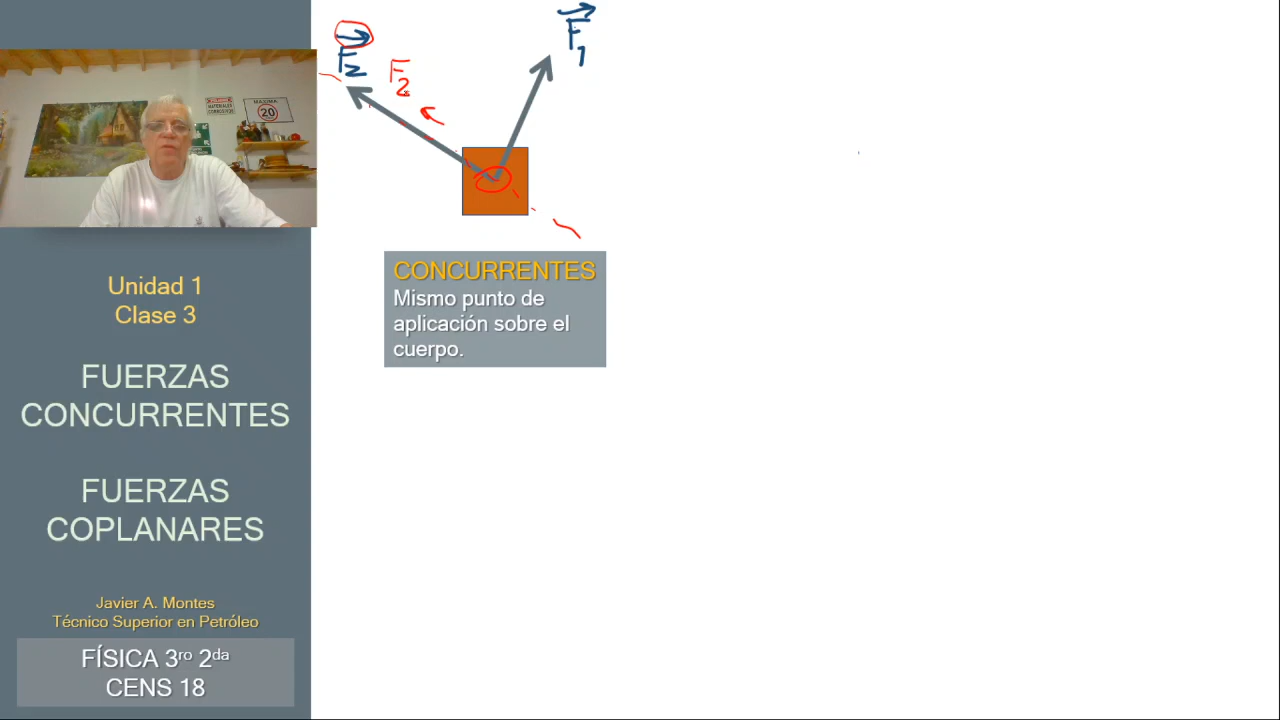 F₂
F₂
F₁
MÁXIMA
20
CONCURRENTES
Mismo punto de
aplicación sobre el
cuerpo.
Unidad 1
Clase 3
FUERZAS
CONCURRENTES
FUERZAS
COPLANARES
Javier A. Montes
Técnico Superior en Petróleo
FÍSICA 3ro 2da
CENS 18